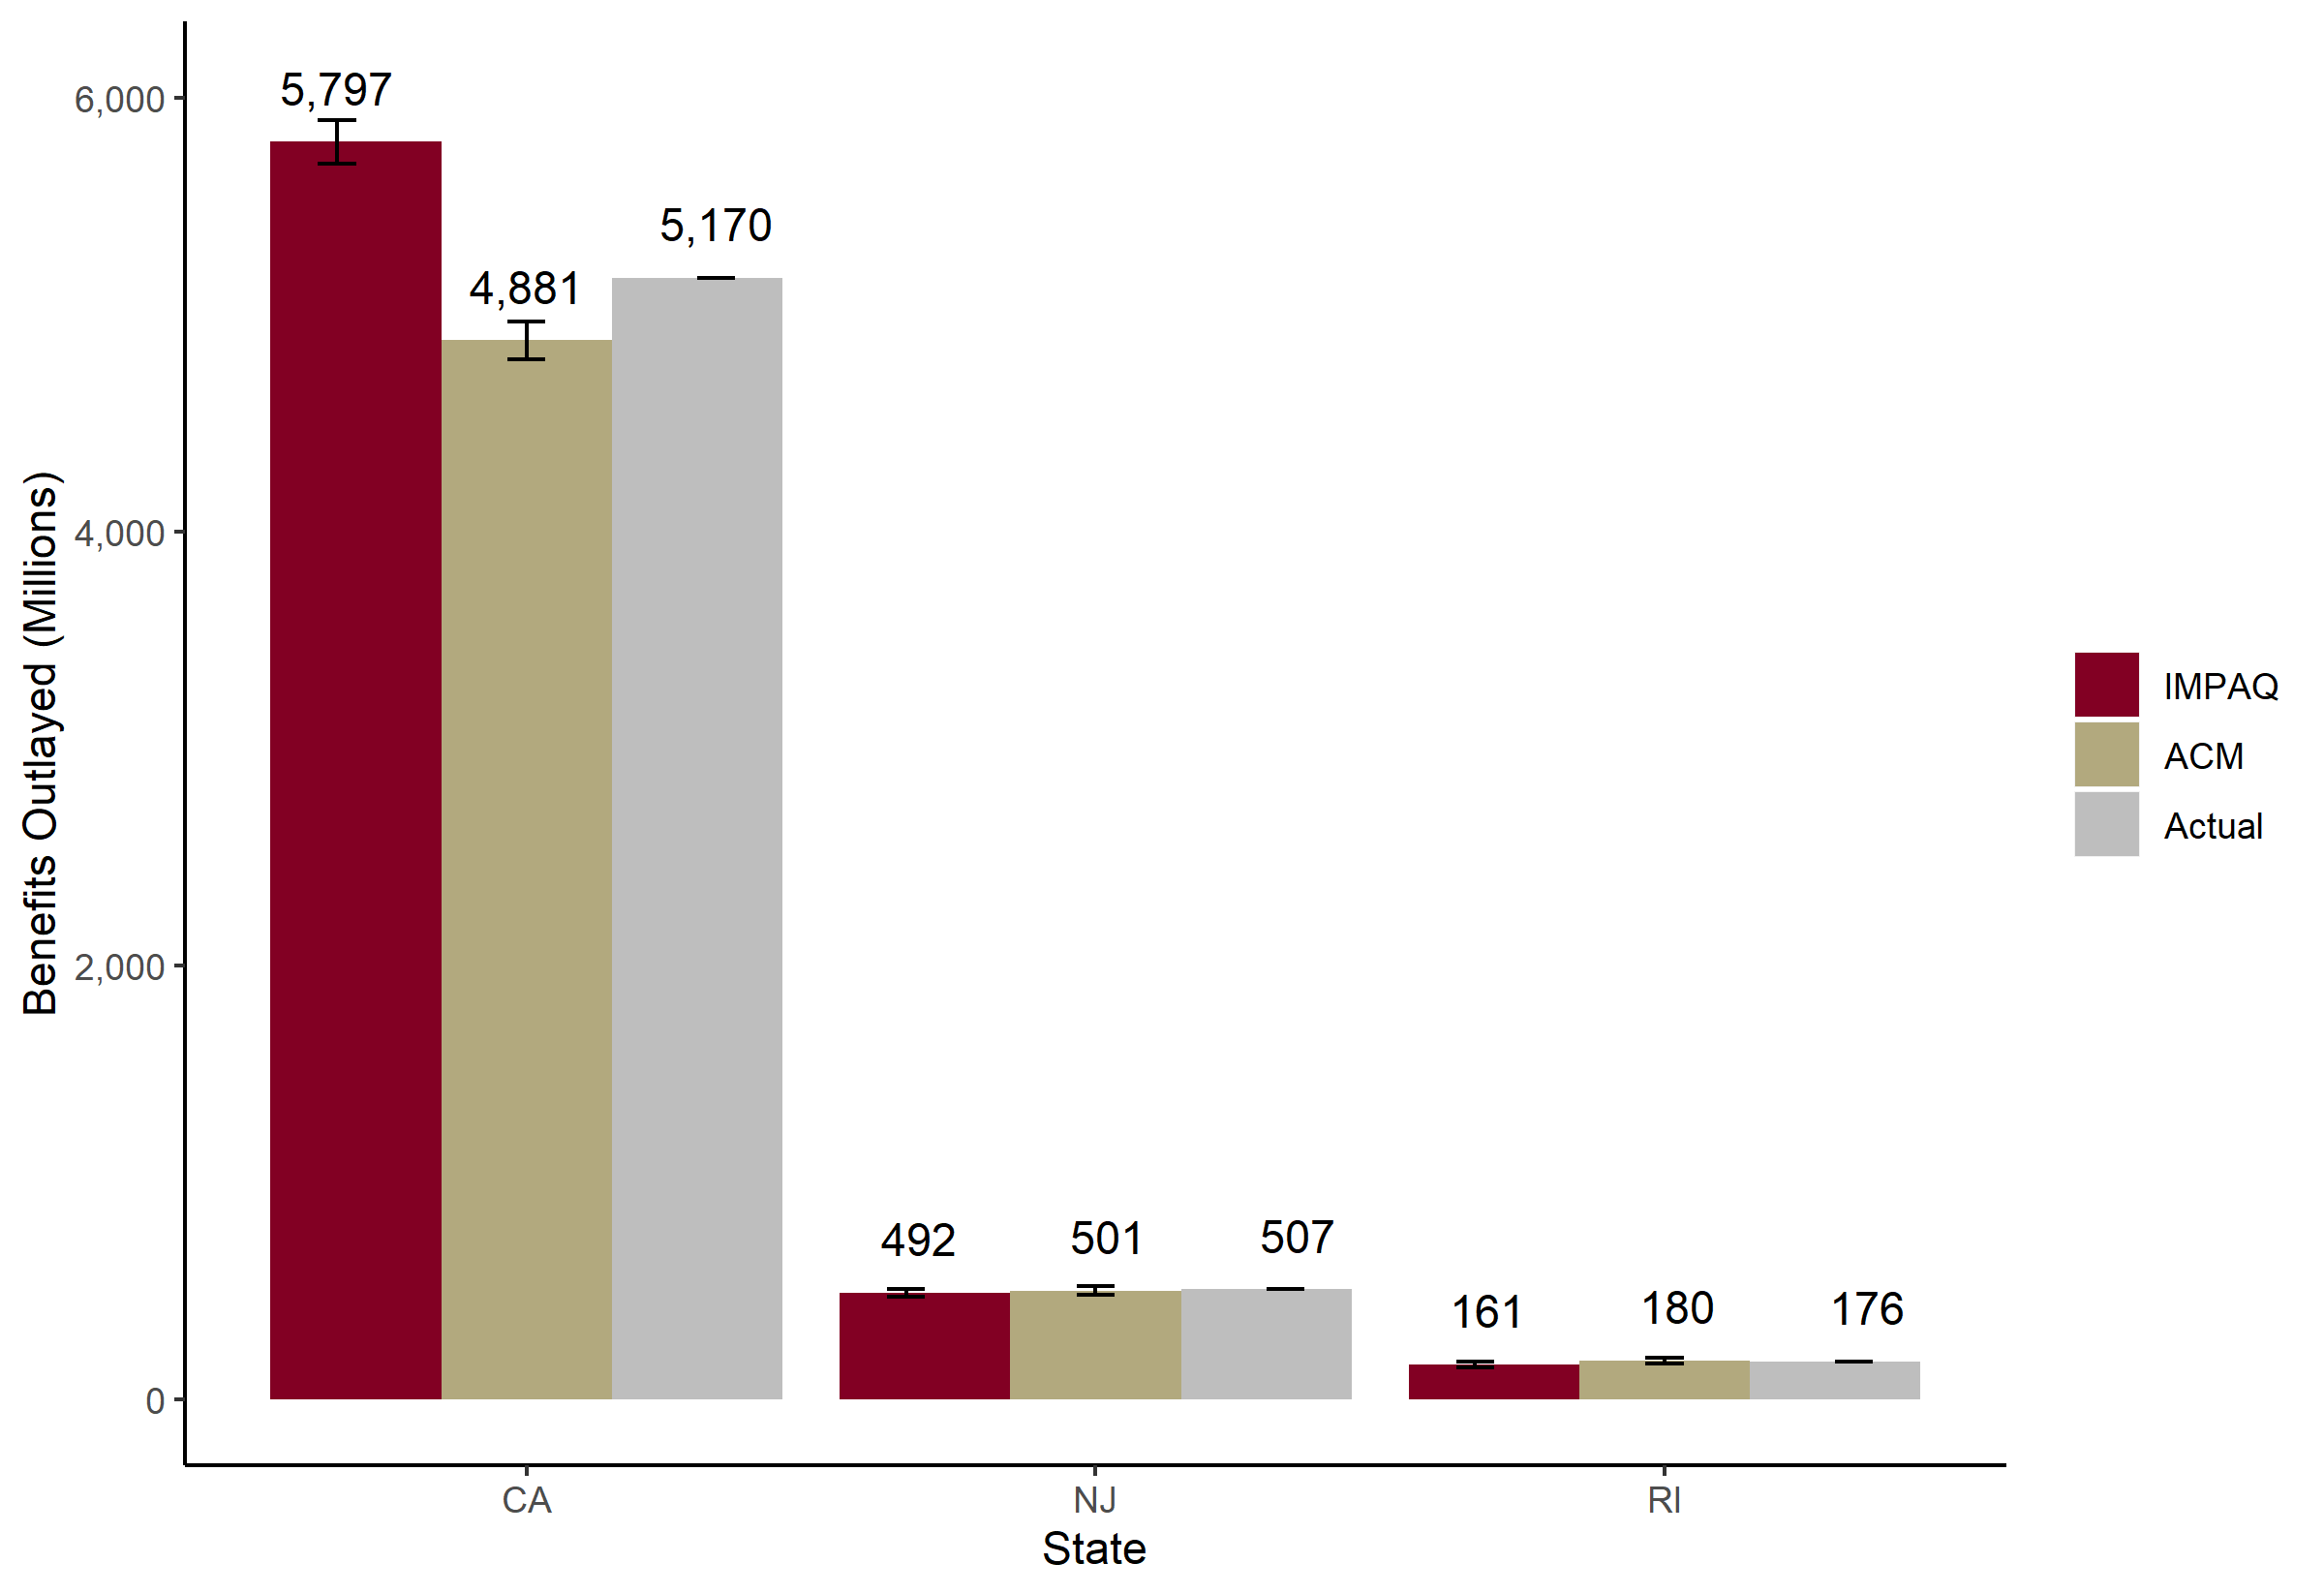 5,797
6,000
5,170
4,881
4,000
Benefits Outlayed (Millions)
IMPAQ
ACM
Actual
2,000
492
501
507
161
180
176
0
CA
NJ
RI
State